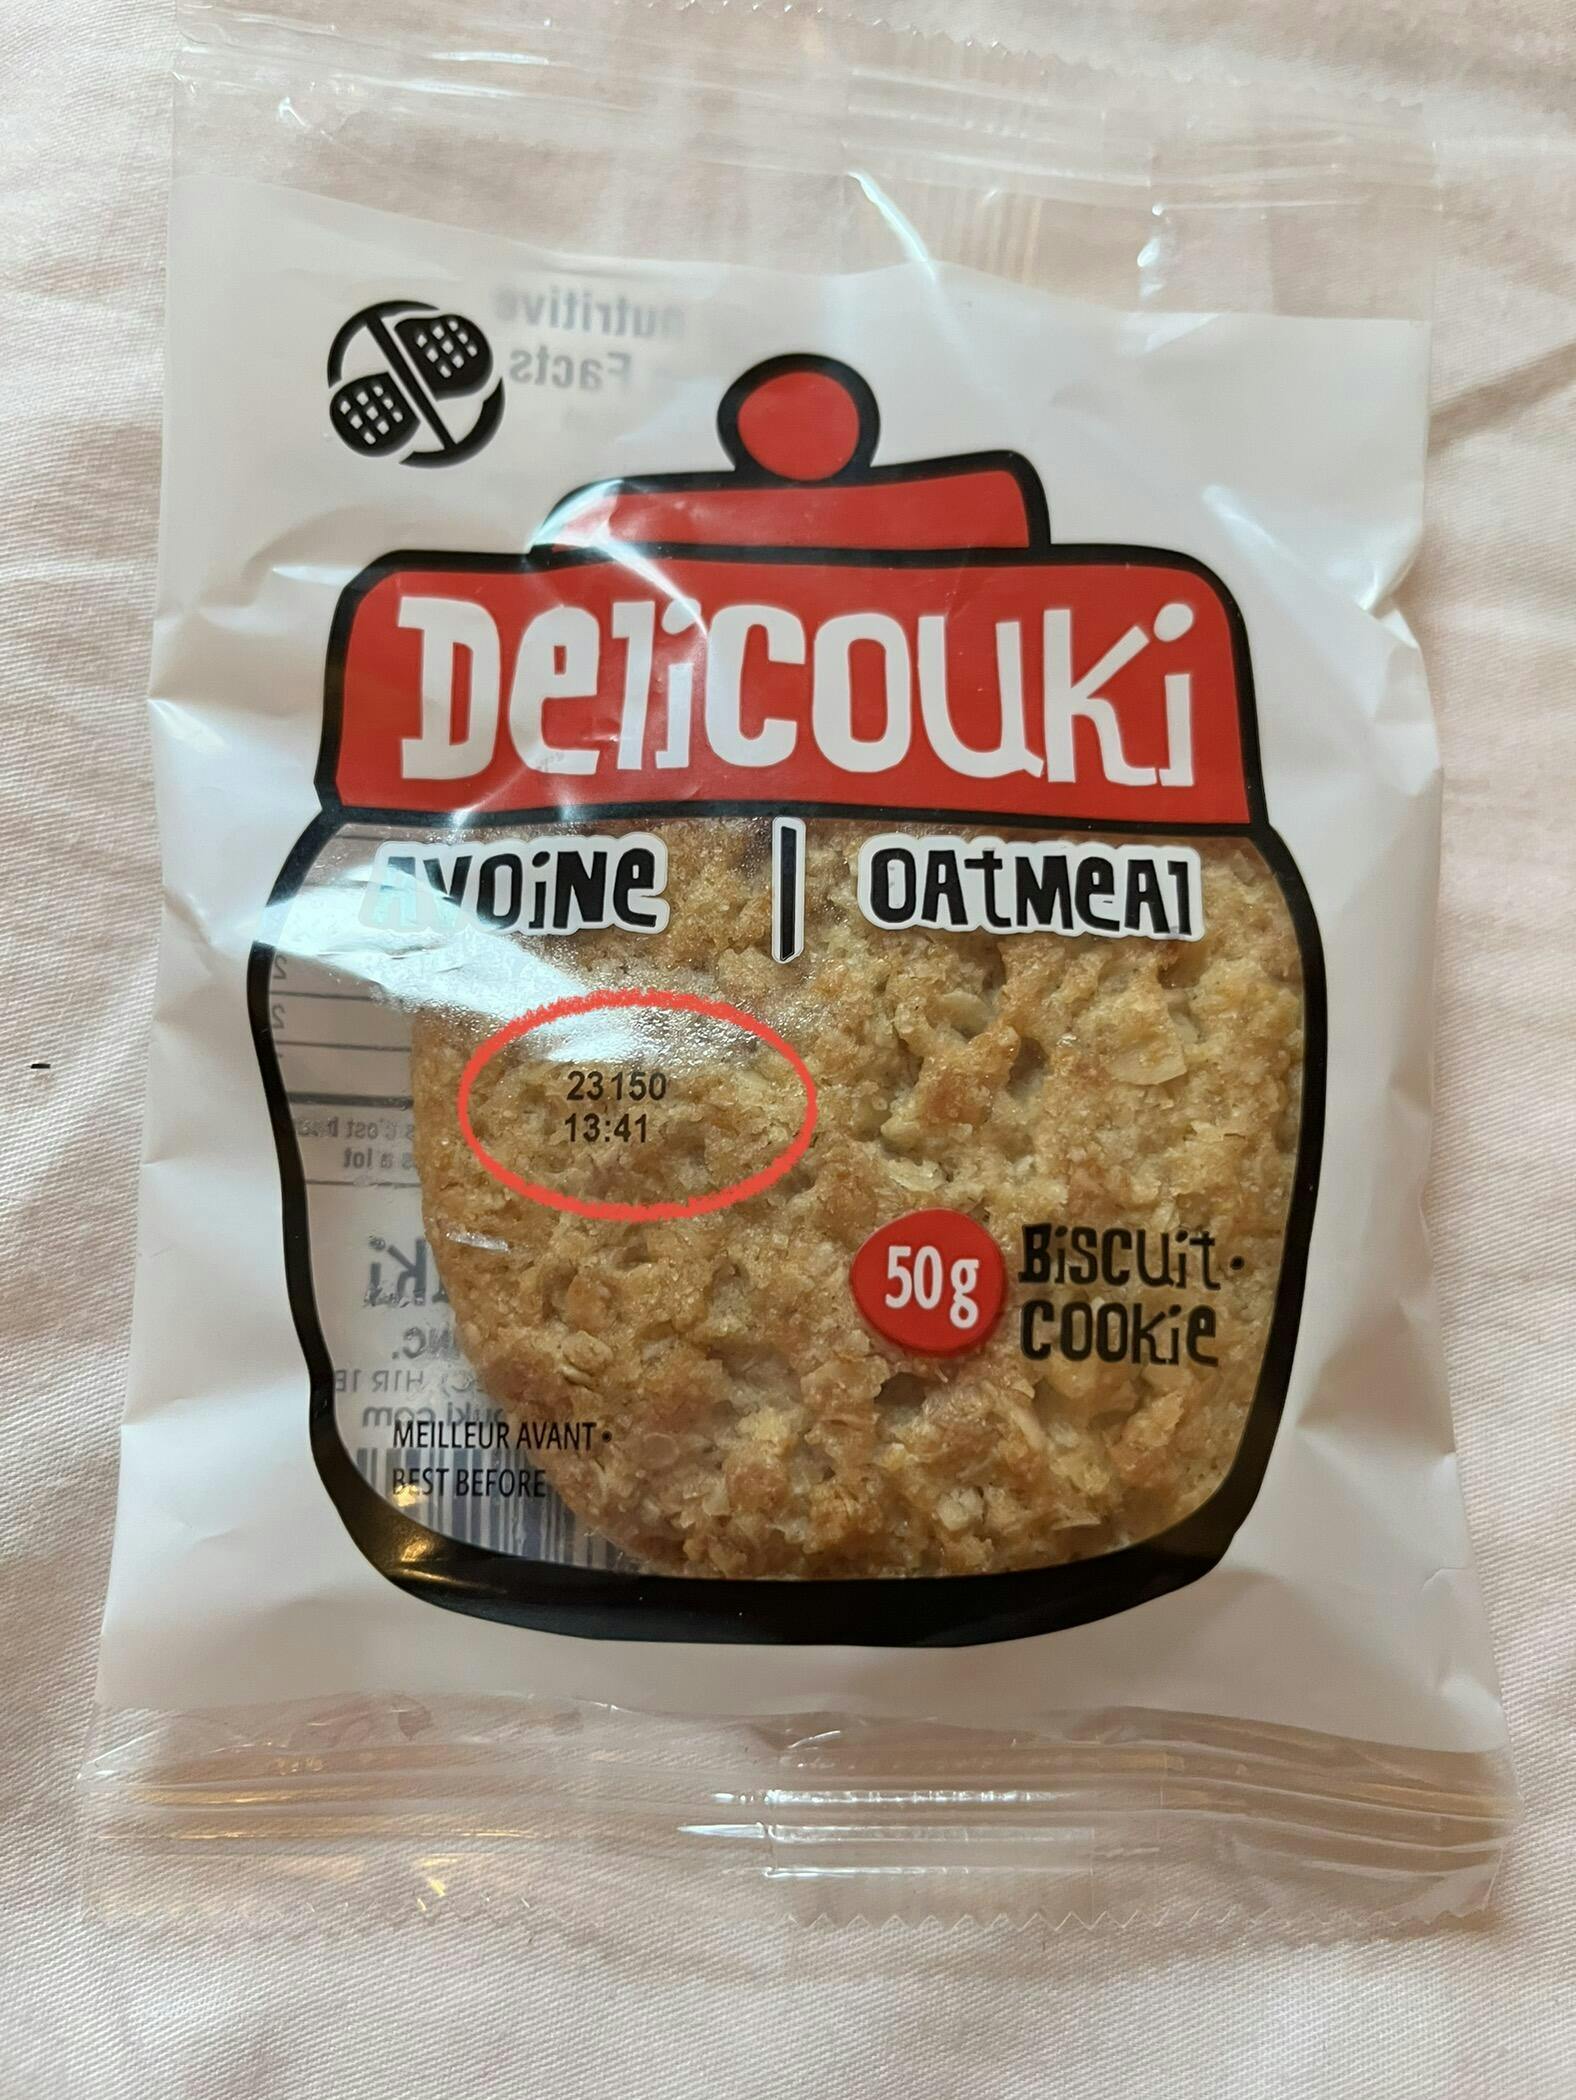 nutritive
Facts
Delicouki
AVOINE | OATMEAL
23150
13:41
50g
BISCUIT •
COOKIE
MEILLEUR AVANT •
BEST BEFORE